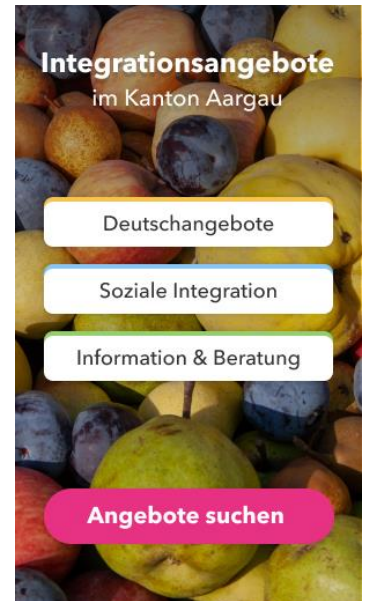 Integrationsangebote
im Kanton Aargau
Deutschangebote
Soziale Integration
Information & Beratung
Angebote suchen